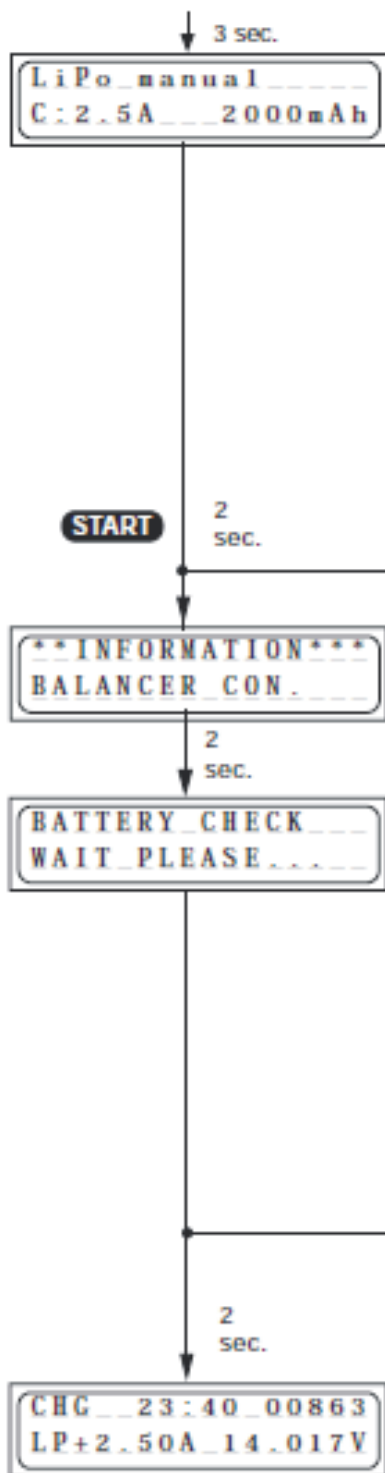 3 sec.
LiPo_manual_____
C:2.5A___2000mAh
START
2
sec.
**INFORMATION***
BALANCER_CON.___
2
sec.
BATTERY_CHECK___
WAIT_PLEASE...__
2
sec.
CHG__23:40_00863
LP+2.50A_14.017V